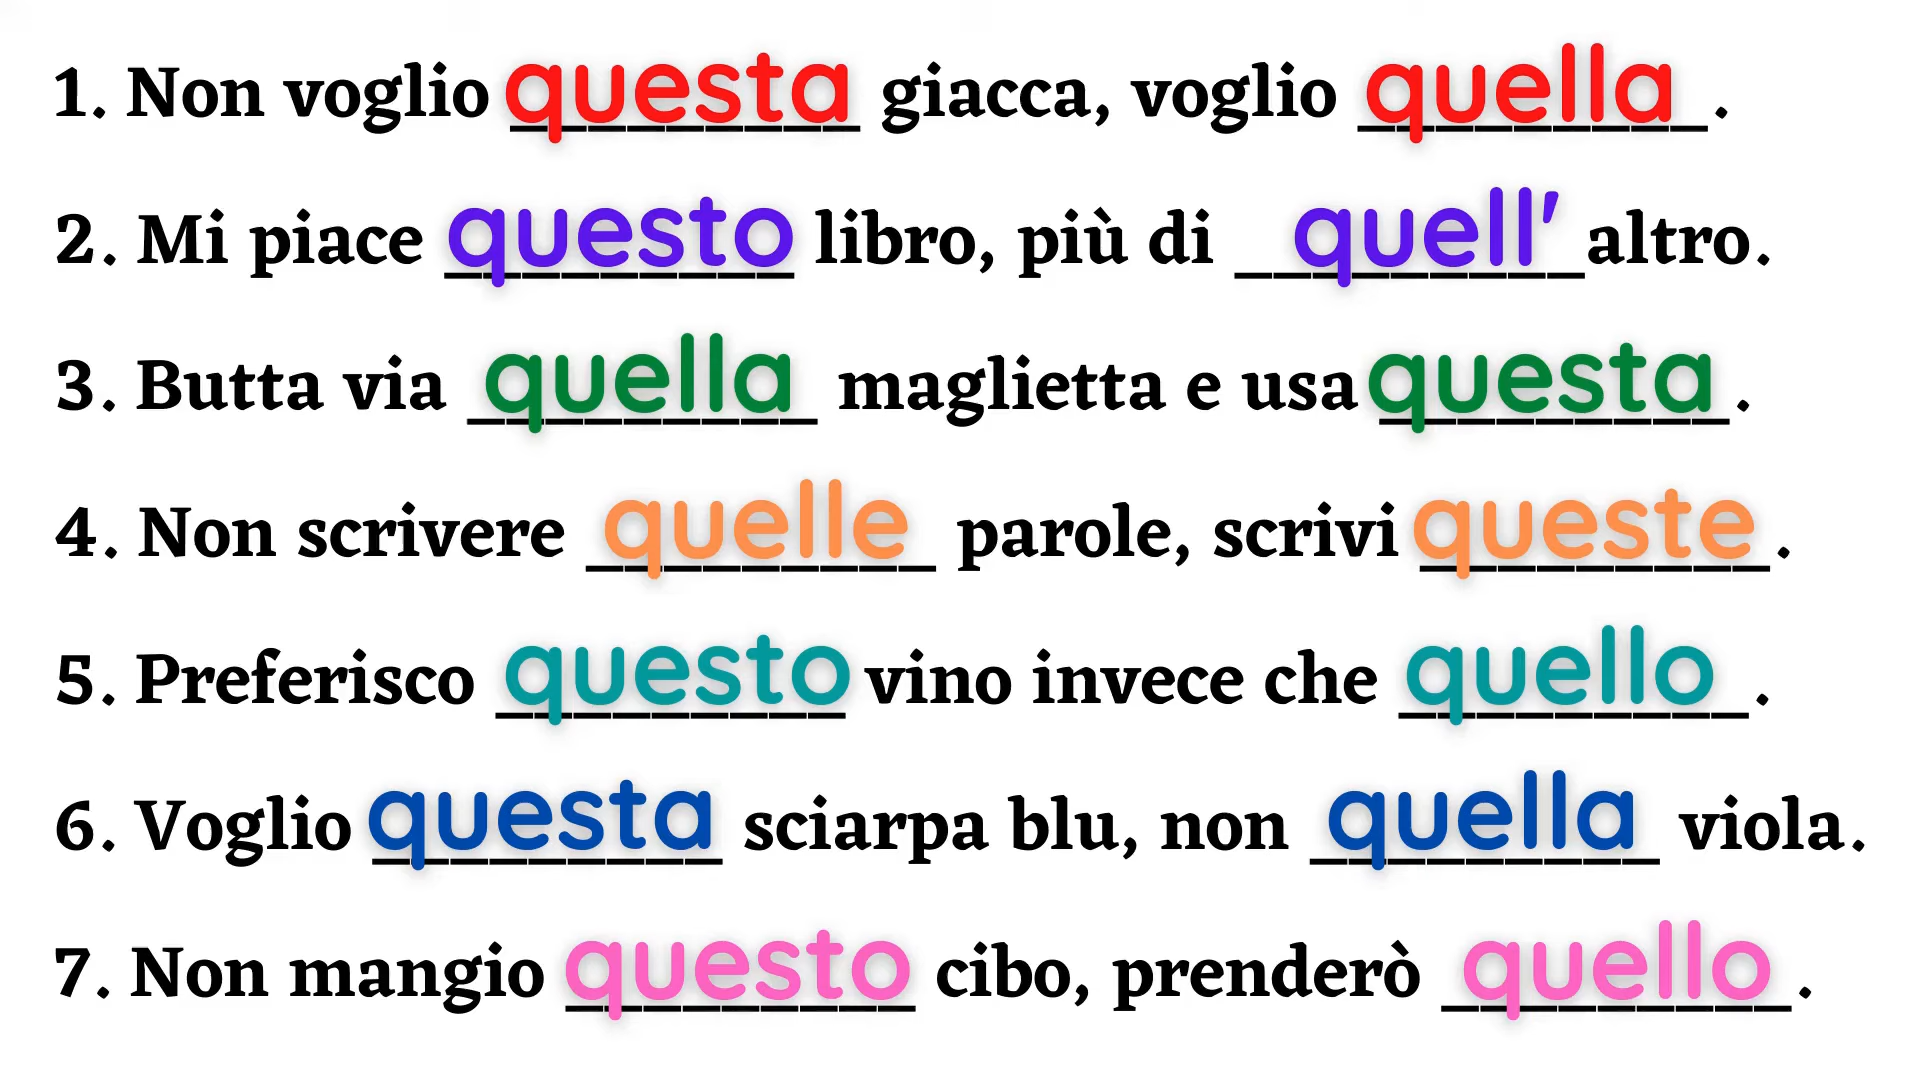 1. Non voglio questa giacca, voglio quella.
2. Mi piace questo libro, più di quell'altro.
3. Butta via quella maglietta e usa questa.
4. Non scrivere quelle parole, scrivi queste.
5. Preferisco questo vino invece che quello.
6. Voglio questa sciarpa blu, non quella viola.
7. Non mangio questo cibo, prenderò quello.